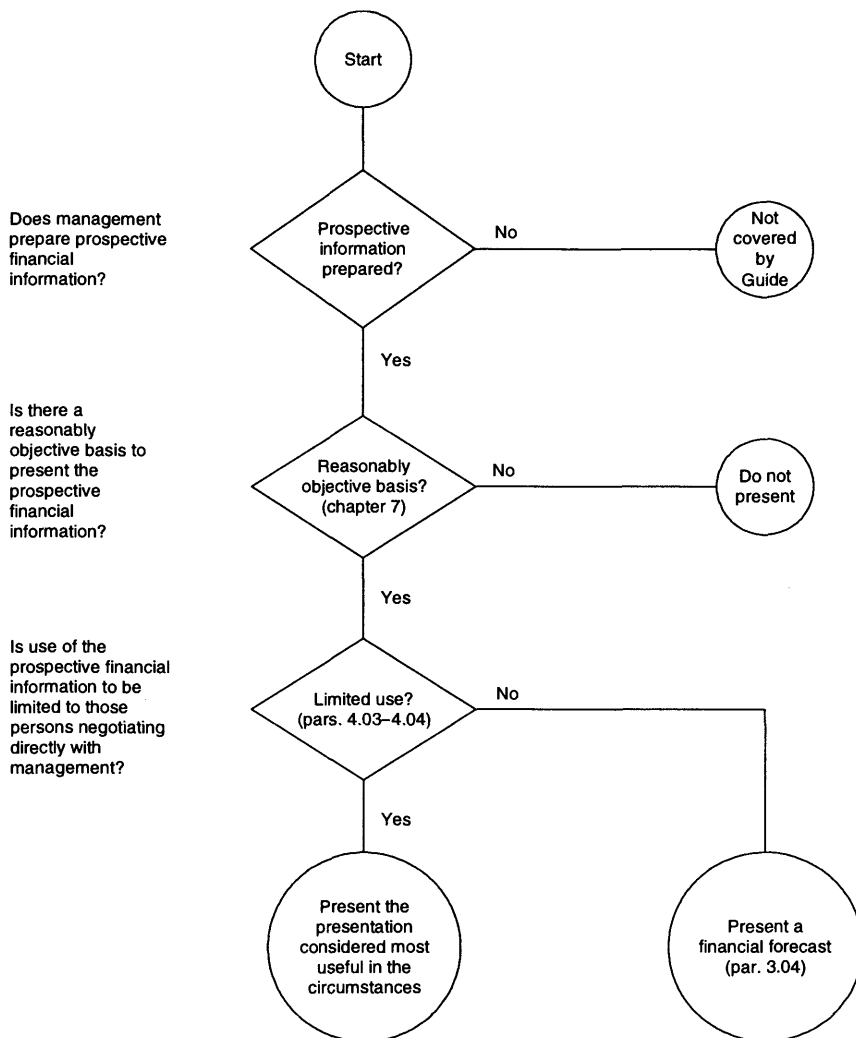 Start
Does management
prepare prospective
financial
information?
Prospective
information
prepared?
No
Not
covered
by
Guide
Yes
Is there a
reasonably
objective basis to
present the
prospective
financial
information?
Reasonably
objective basis?
(chapter 7)
No
Do not
present
Yes
Is use of the
prospective financial
information to be
limited to those
persons negotiating
directly with
management?
Limited use?
(pars. 4.03–4.04)
No
Yes
Present the
presentation
considered most
useful in the
circumstances
Present a
financial forecast
(par. 3.04)